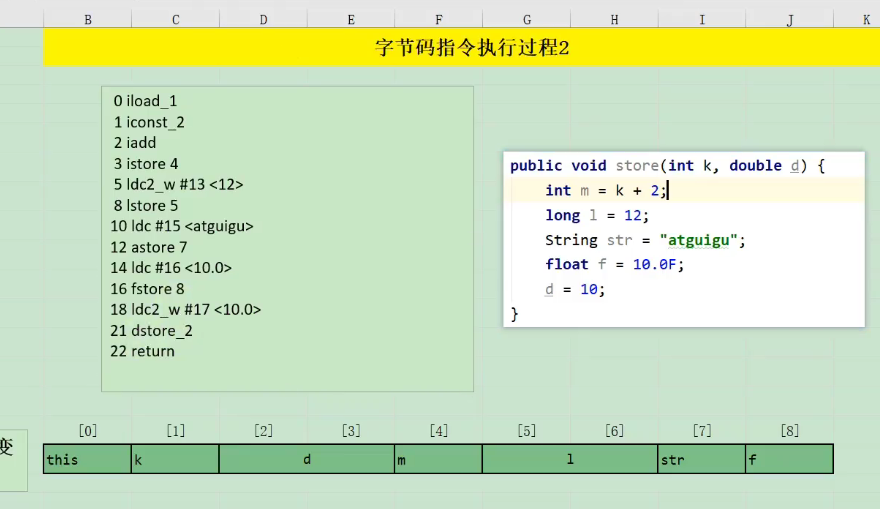 B C D E F G H I J K
字节码指令执行过程2
0 iload_1
1 iconst_2
2 iadd
3 istore 4
5 ldc2_w #13 <12>
8 lstore 5
10 ldc #15 <atguigu>
12 astore 7
14 ldc #16 <10.0>
16 fstore 8
18 ldc2_w #17 <10.0>
21 dstore_2
22 return
public void store(int k, double d) {
int m = k + 2;
long l = 12;
String str = "atguigu";
float f = 10.0F;
d = 10;
}
[0] [1] [2] [3] [4] [5] [6] [7] [8]
变
this k d m l str f